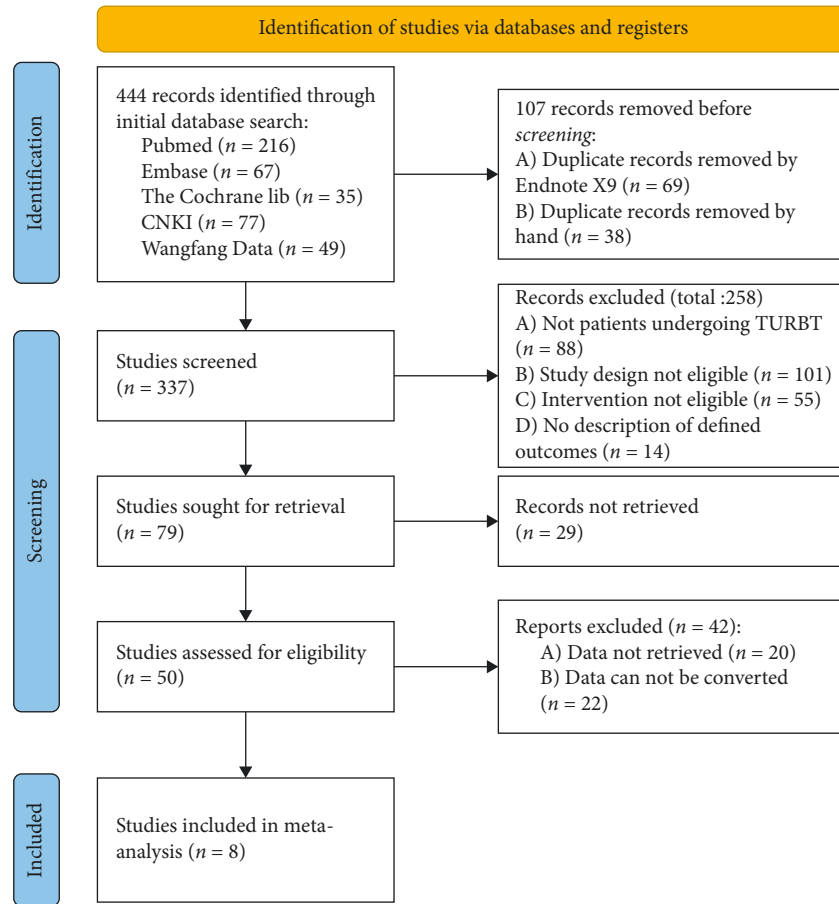 Identification of studies via databases and registers
Identification
444 records identified through
initial database search:
Pubmed (n = 216)
Embase (n = 67)
The Cochrane lib (n = 35)
CNKI (n = 77)
Wangfang Data (n = 49)
107 records removed before
screening:
A) Duplicate records removed by
Endnote X9 (n = 69)
B) Duplicate records removed by
hand (n = 38)
Screening
Studies screened
(n = 337)
Records excluded (total :258)
A) Not patients undergoing TURBT
(n = 88)
B) Study design not eligible (n = 101)
C) Intervention not eligible (n = 55)
D) No description of defined
outcomes (n = 14)
Studies sought for retrieval
(n = 79)
Records not retrieved
(n = 29)
Studies assessed for eligibility
(n = 50)
Reports excluded (n = 42):
A) Data not retrieved (n = 20)
B) Data can not be converted
(n = 22)
Included
Studies included in meta-
analysis (n = 8)